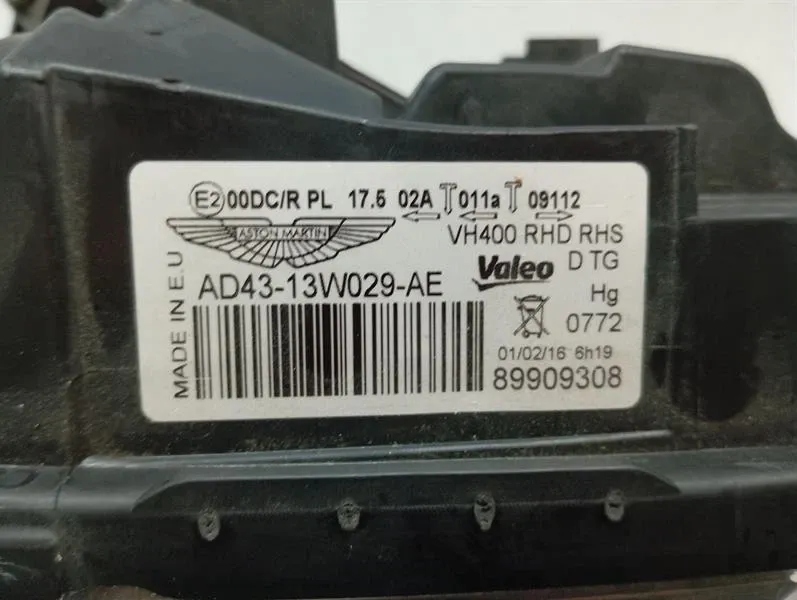 E2 00DC/R PL 17.5 02A 011a 09112
ASTON MARTIN
VH400 RHD RHS
MADE IN E.U
AD43-13W029-AE
Valeo
D TG
Hg
0772
01/02/16 6h19
89909308